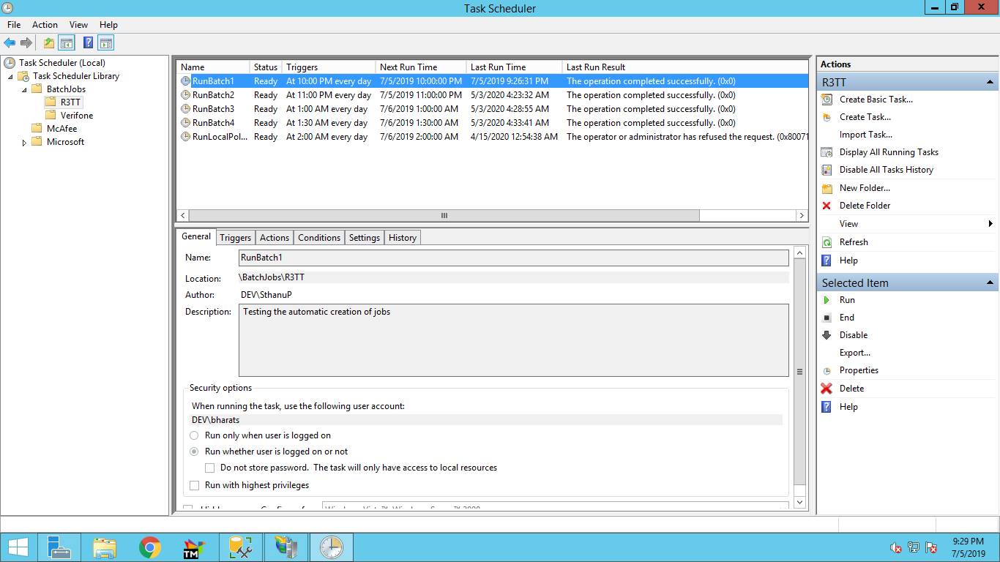 Task Scheduler
File Action View Help
Task Scheduler (Local)
Task Scheduler Library
BatchJobs
R3TT
Verifone
McAfee
Microsoft
Name Status Triggers Next Run Time Last Run Time Last Run Result
RunBatch1 Ready At 10:00 PM every day 7/5/2019 10:00:00 PM 7/5/2019 9:26:31 PM The operation completed successfully. (0x0)
RunBatch2 Ready At 11:00 PM every day 7/5/2019 11:00:00 PM 5/3/2020 4:23:32 AM The operation completed successfully. (0x0)
RunBatch3 Ready At 1:00 AM every day 7/6/2019 1:00:00 AM 5/3/2020 4:28:55 AM The operation completed successfully. (0x0)
RunBatch4 Ready At 1:30 AM every day 7/6/2019 1:30:00 AM 5/3/2020 4:33:41 AM The operation completed successfully. (0x0)
RunLocalPol... Ready At 2:00 AM every day 7/6/2019 2:00:00 AM 4/15/2020 12:54:38 AM The operator or administrator has refused the request. (0x80071
General Triggers Actions Conditions Settings History
Name: RunBatch1
Location: \BatchJobs\R3TT
Author: DEV\SthanuP
Description: Testing the automatic creation of jobs
Security options
When running the task, use the following user account:
DEV\bharats
Run only when user is logged on
Run whether user is logged on or not
Do not store password. The task will only have access to local resources
Run with highest privileges
Actions
R3TT
Create Basic Task...
Create Task...
Import Task...
Display All Running Tasks
Disable All Tasks History
New Folder...
Delete Folder
View
Refresh
Help
Selected Item
Run
End
Disable
Export...
Properties
Delete
Help
TM
9:29 PM
7/5/2019